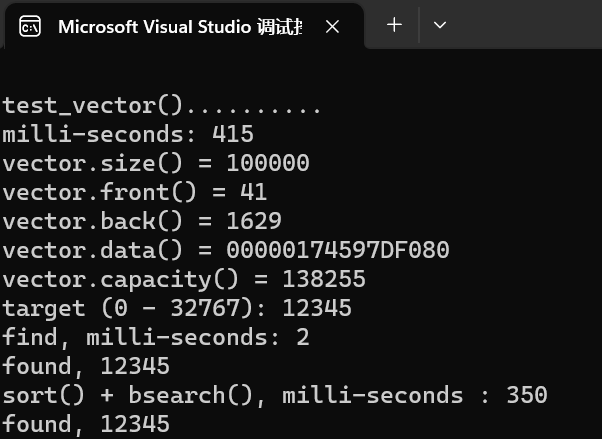 Microsoft Visual Studio 调试
test_vector()..........
milli-seconds: 415
vector.size() = 100000
vector.front() = 41
vector.back() = 1629
vector.data() = 00000174597DF080
vector.capacity() = 138255
target (0 - 32767): 12345
find, milli-seconds: 2
found, 12345
sort() + bsearch(), milli-seconds : 350
found, 12345